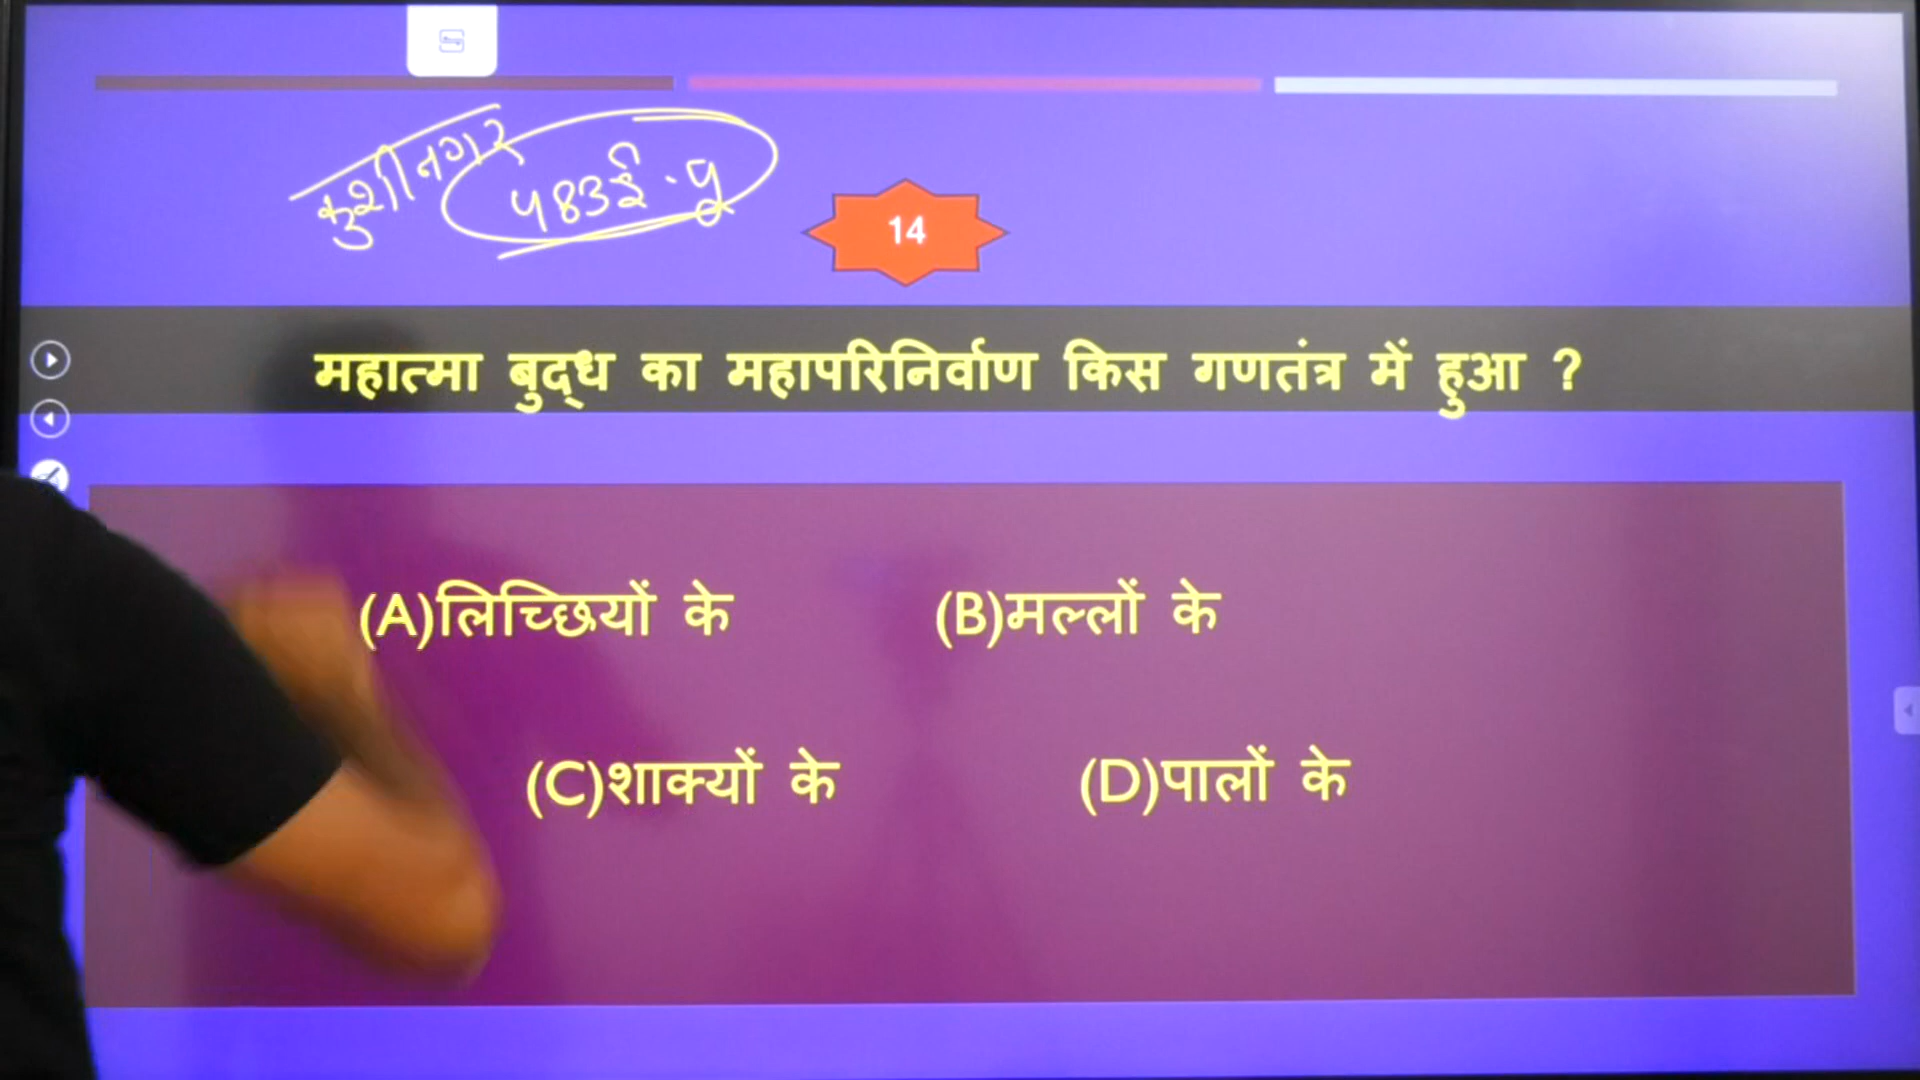 कुशीनगर
483ई.पू
14
महात्मा बुद्ध का महापरिनिर्वाण किस गणतंत्र में हुआ ?
(A)लिच्छियों के (B)मल्लों के
(C)शाक्यों के (D)पालों के